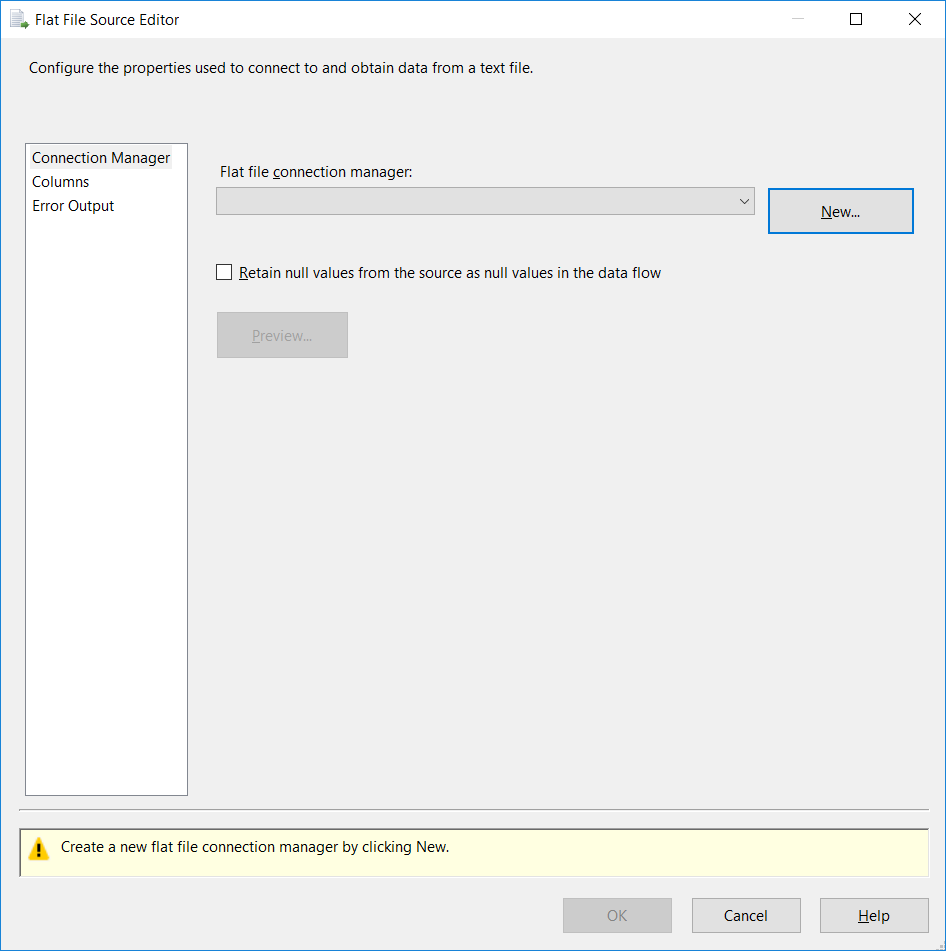 Flat File Source Editor
Configure the properties used to connect to and obtain data from a text file.
Connection Manager
Columns
Error Output
Flat file connection manager:
New...
Retain null values from the source as null values in the data flow
Preview...
Create a new flat file connection manager by clicking New.
OK
Cancel
Help